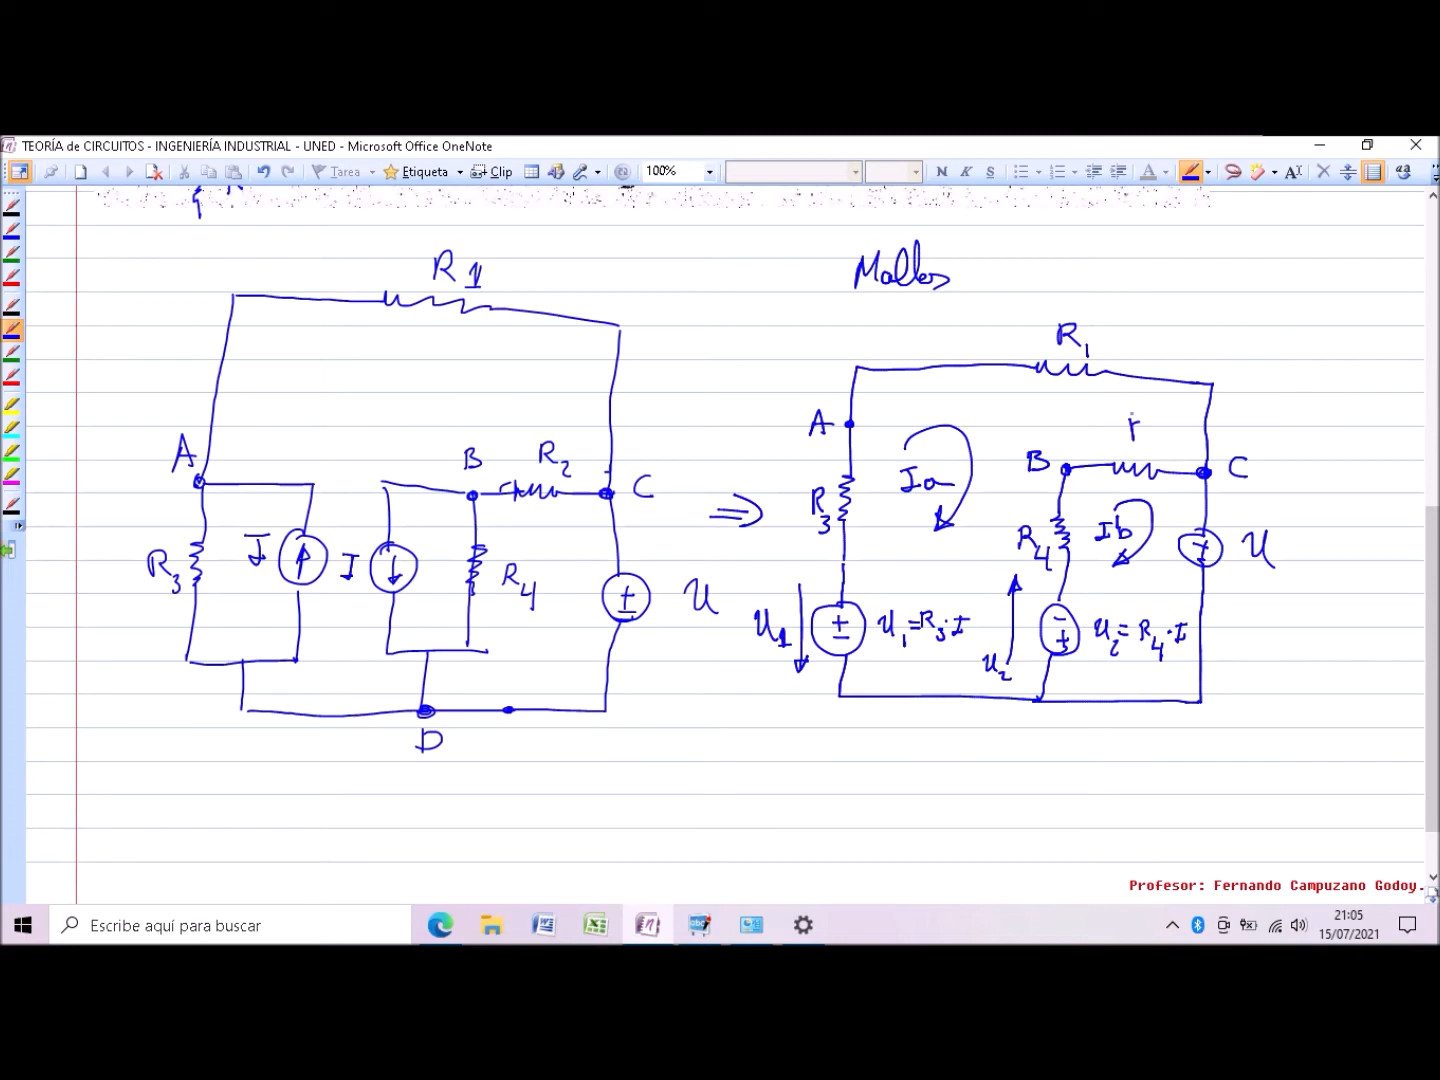 TEORÍA de CIRCUITOS - INGENIERÍA INDUSTRIAL - UNED - Microsoft Office OneNote
Tarea
Etiqueta
Clip
100%
N K S
Mallas
R1
R1
A
A
B
R2
C
B
r
C
R3
I
I
R4
U
R3
Ia
R4
Ib
U
U1
U1=R3·I
U2
U2=R4·I
D
Profesor: Fernando Campuzano Godoy.
Escribe aquí para buscar
21:05
15/07/2021